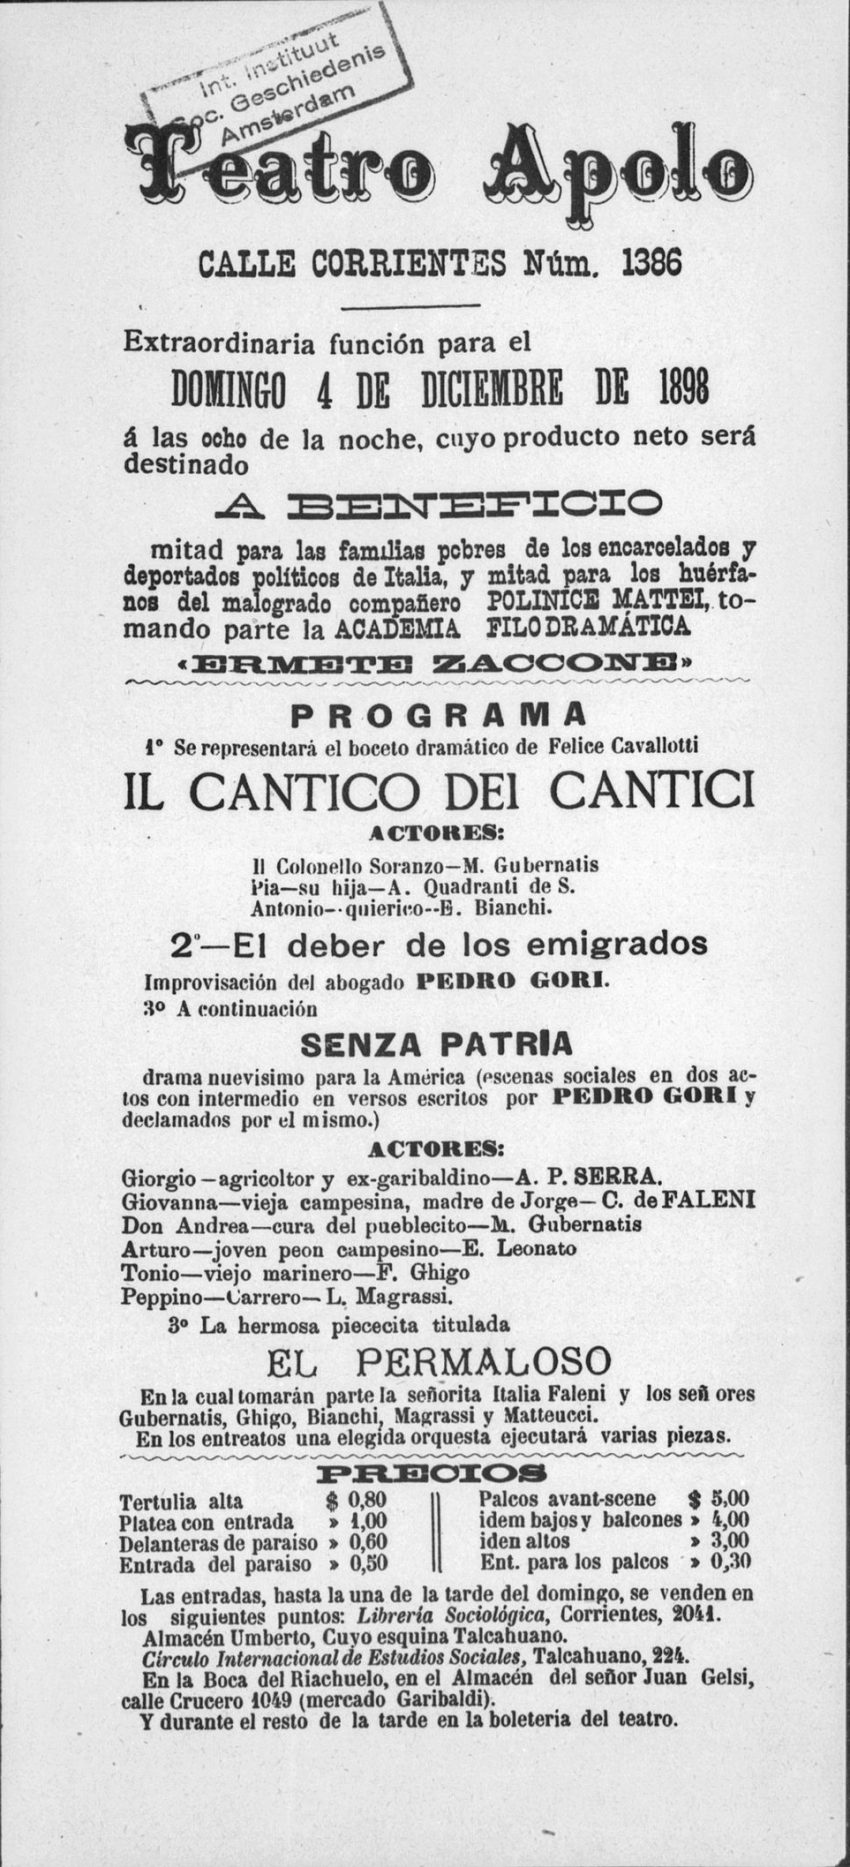 Int. Instituut
Soc. Geschiedenis
Amsterdam
Teatro Apolo
CALLE CORRIENTES Núm. 1386
Extraordinaria función para el
DOMINGO 4 DE DICIEMBRE DE 1898
á las ocho de la noche, cuyo producto neto será
destinado
A BENEFICIO
mitad para las familias pobres de los encarcelados y
deportados políticos de Italia, y mitad para los huérfa-
nos del malogrado compañero POLINICE MATTEI, to-
mando parte la ACADEMIA FILODRAMÁTICA
«ERMETE ZACCONE»
PROGRAMA
1º Se representará el boceto dramático de Felice Cavallotti
IL CANTICO DEI CANTICI
ACTORES:
Il Colonello Soranzo—M. Gubernatis
Pia—su hija—A. Quadranti de S.
Antonio--quierico--E. Bianchi.
2º—El deber de los emigrados
Improvisación del abogado PEDRO GORI.
3º A continuación
SENZA PATRIA
drama nuevisimo para la América (escenas sociales en dos ac-
tos con intermedio en versos escritos por PEDRO GORI y
declamados por el mismo.)
ACTORES:
Giorgio—agricoltor y ex-garibaldino—A. P. SERRA.
Giovanna—vieja campesina, madre de Jorge—C. de FALENI
Don Andrea—cura del pueblecito—M. Gubernatis
Arturo—joven peon campesino—E. Leonato
Tonio—viejo marinero—F. Ghigo
Peppino—Carrero—L. Magrassi.
3º La hermosa piececita titulada
EL PERMALOSO
En la cual tomarán parte la señorita Italia Faleni y los señ ores
Gubernatis, Ghigo, Bianchi, Magrassi y Matteucci.
En los entreatos una elegida orquesta ejecutará varias piezas.
PRECIOS
Tertulia alta $ 0,80
Platea con entrada » 1,00
Delanteras de paraiso » 0,60
Entrada del paraiso » 0,50
Palcos avant-scene $ 5,00
idem bajos y balcones » 4,00
iden altos » 3,00
Ent. para los palcos » 0,30
Las entradas, hasta la una de la tarde del domingo, se venden en
los siguientes puntos: Librería Sociológica, Corrientes, 2041.
Almacén Umberto, Cuyo esquina Talcahuano.
Círculo Internacional de Estudios Sociales, Talcahuano, 224.
En la Boca del Riachuelo, en el Almacén del señor Juan Gelsi,
calle Crucero 1049 (mercado Garibaldi).
Y durante el resto de la tarde en la boleteria del teatro.